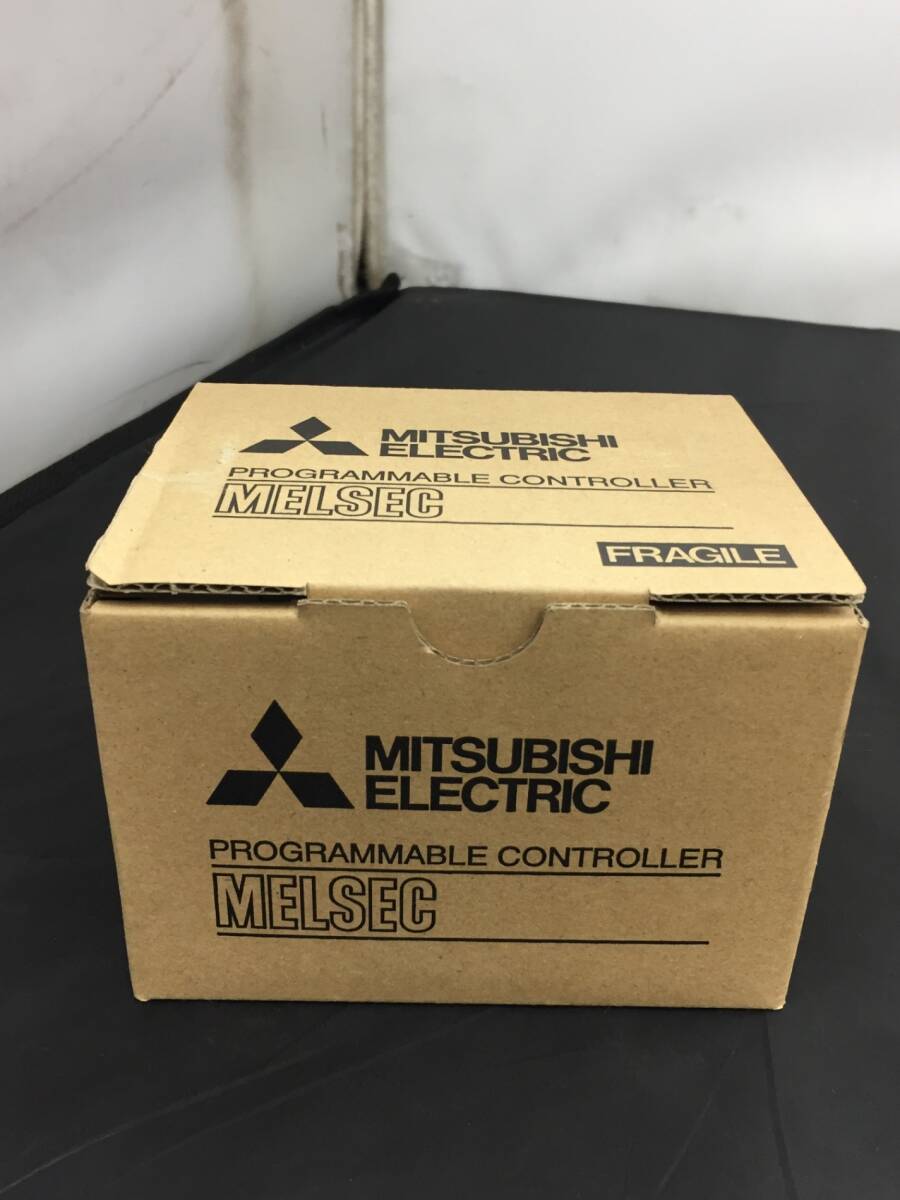 MITSUBISHI
ELECTRIC
PROGRAMMABLE CONTROLLER
MELSEC
FRAGILE
MITSUBISHI
ELECTRIC
PROGRAMMABLE CONTROLLER
MELSEC